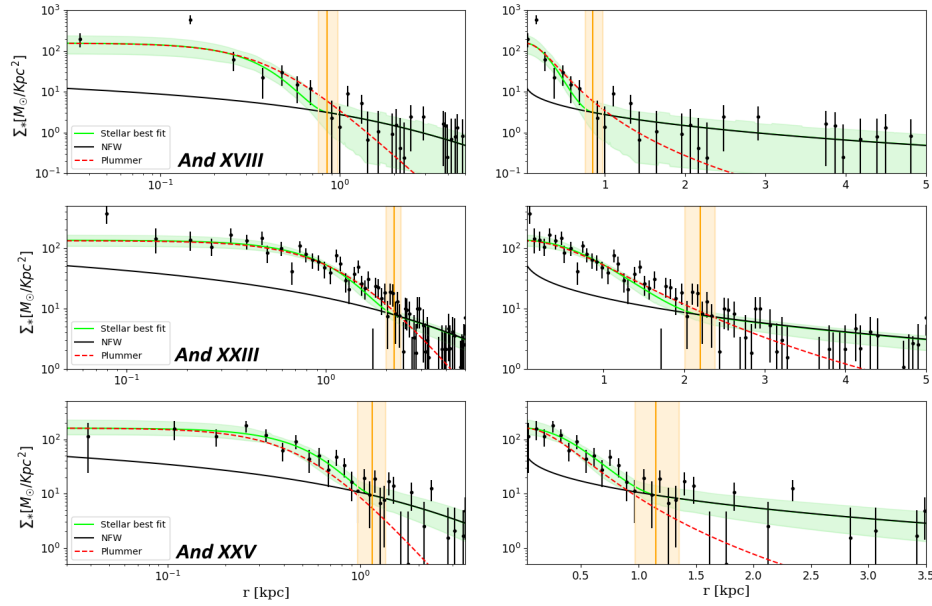 10³
10²
10¹
10⁰
10⁻¹
Σ*[M⊙/Kpc²]
Stellar best fit
NFW
Plummer
And XVIII
10⁻¹ 10⁰
10³
10²
10¹
10⁰
10⁻¹
1 2 3 4 5
10²
10¹
10⁰
Σ*[M⊙/Kpc²]
Stellar best fit
NFW
Plummer
And XXIII
10⁻¹ 10⁰
10²
10¹
10⁰
1 2 3 4 5
10²
10¹
10⁰
Σ*[M⊙/Kpc²]
Stellar best fit
NFW
Plummer
And XXV
10⁻¹ 10⁰
r [kpc]
10²
10¹
10⁰
0.5 1.0 1.5 2.0 2.5 3.0 3.5
r [kpc]